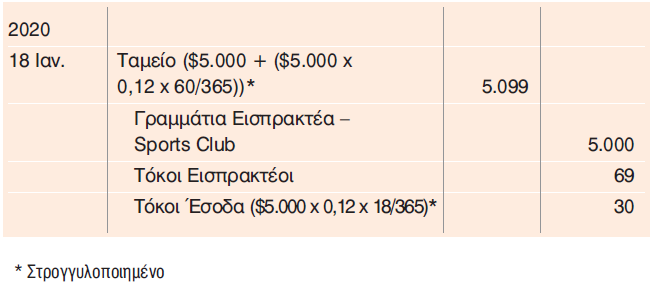 2020
18 Ιαν. Ταμείο ($5.000 + ($5.000 x
0,12 x 60/365))* 5.099
Γραμμάτια Εισπρακτέα –
Sports Club 5.000
Τόκοι Εισπρακτέοι 69
Τόκοι Έσοδα ($5.000 x 0,12 x 18/365)* 30
* Στρογγυλοποιημένο